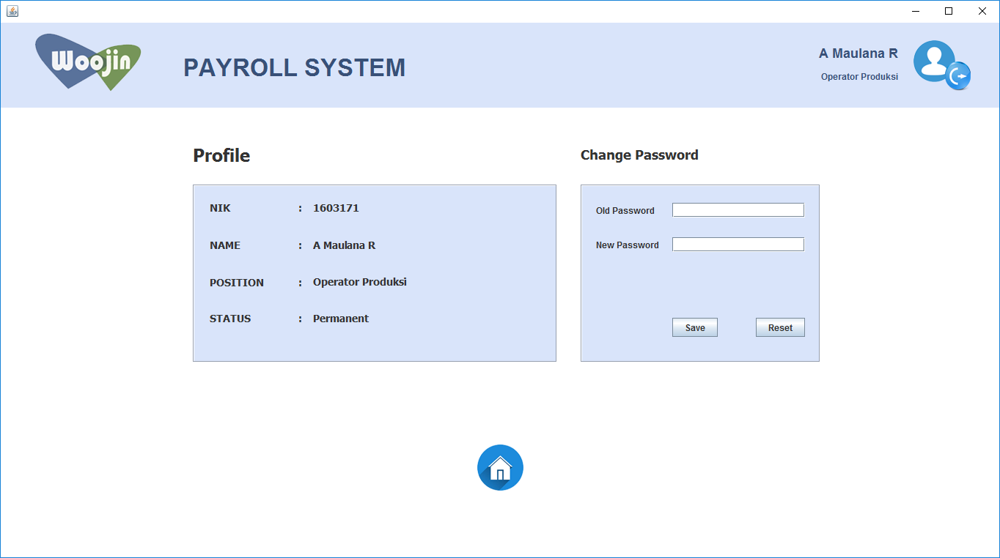 Woojin
PAYROLL SYSTEM
A Maulana R
Operator Produksi
Profile
NIK : 1603171
NAME : A Maulana R
POSITION : Operator Produksi
STATUS : Permanent
Change Password
Old Password
New Password
Save Reset